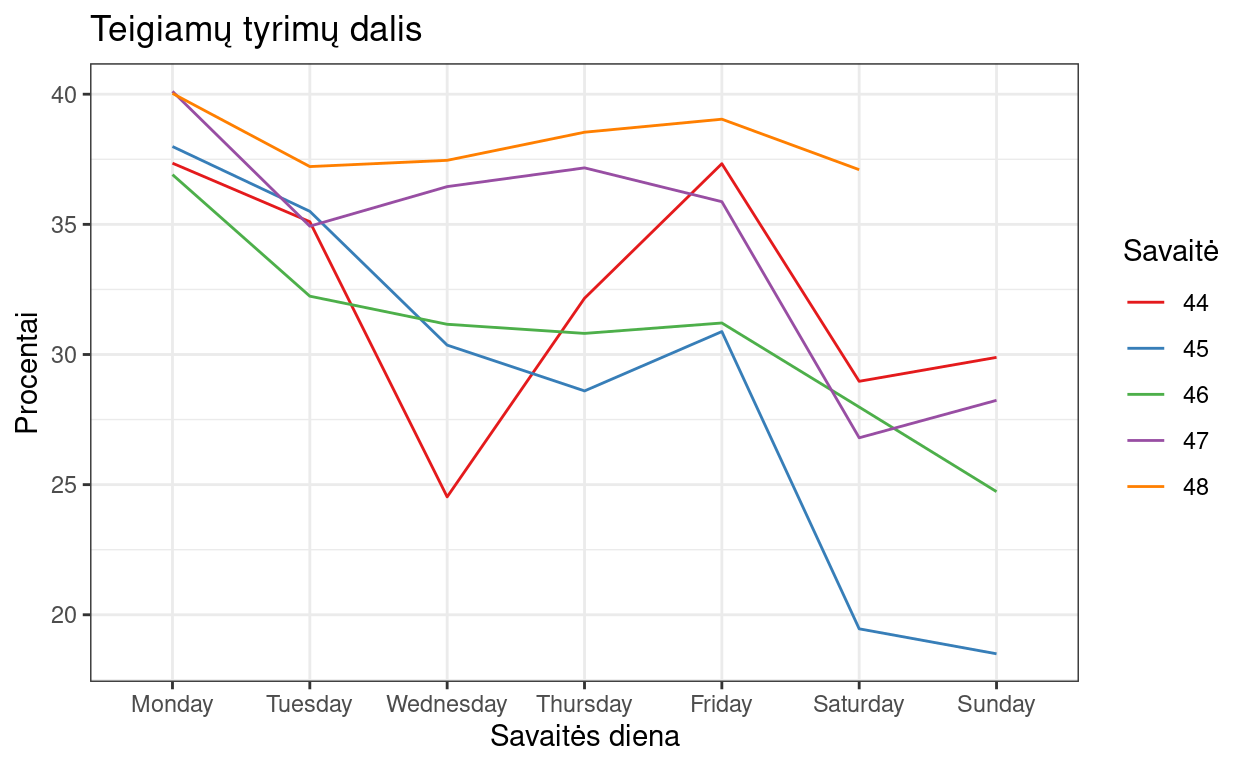 Teigiamų tyrimų dalis
Procentai
40
35
30
25
20
Monday Tuesday Wednesday Thursday Friday Saturday Sunday
Savaitės diena
Savaitė
44
45
46
47
48